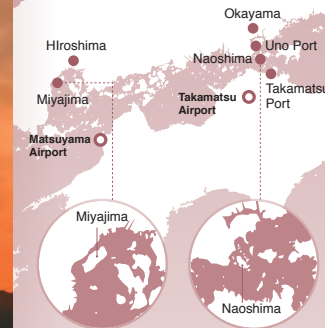 Okayama
HIroshima
Uno Port
Naoshima
Miyajima
Takamatsu
Airport
Takamatsu
Port
Matsuyama
Airport
Miyajima
Naoshima